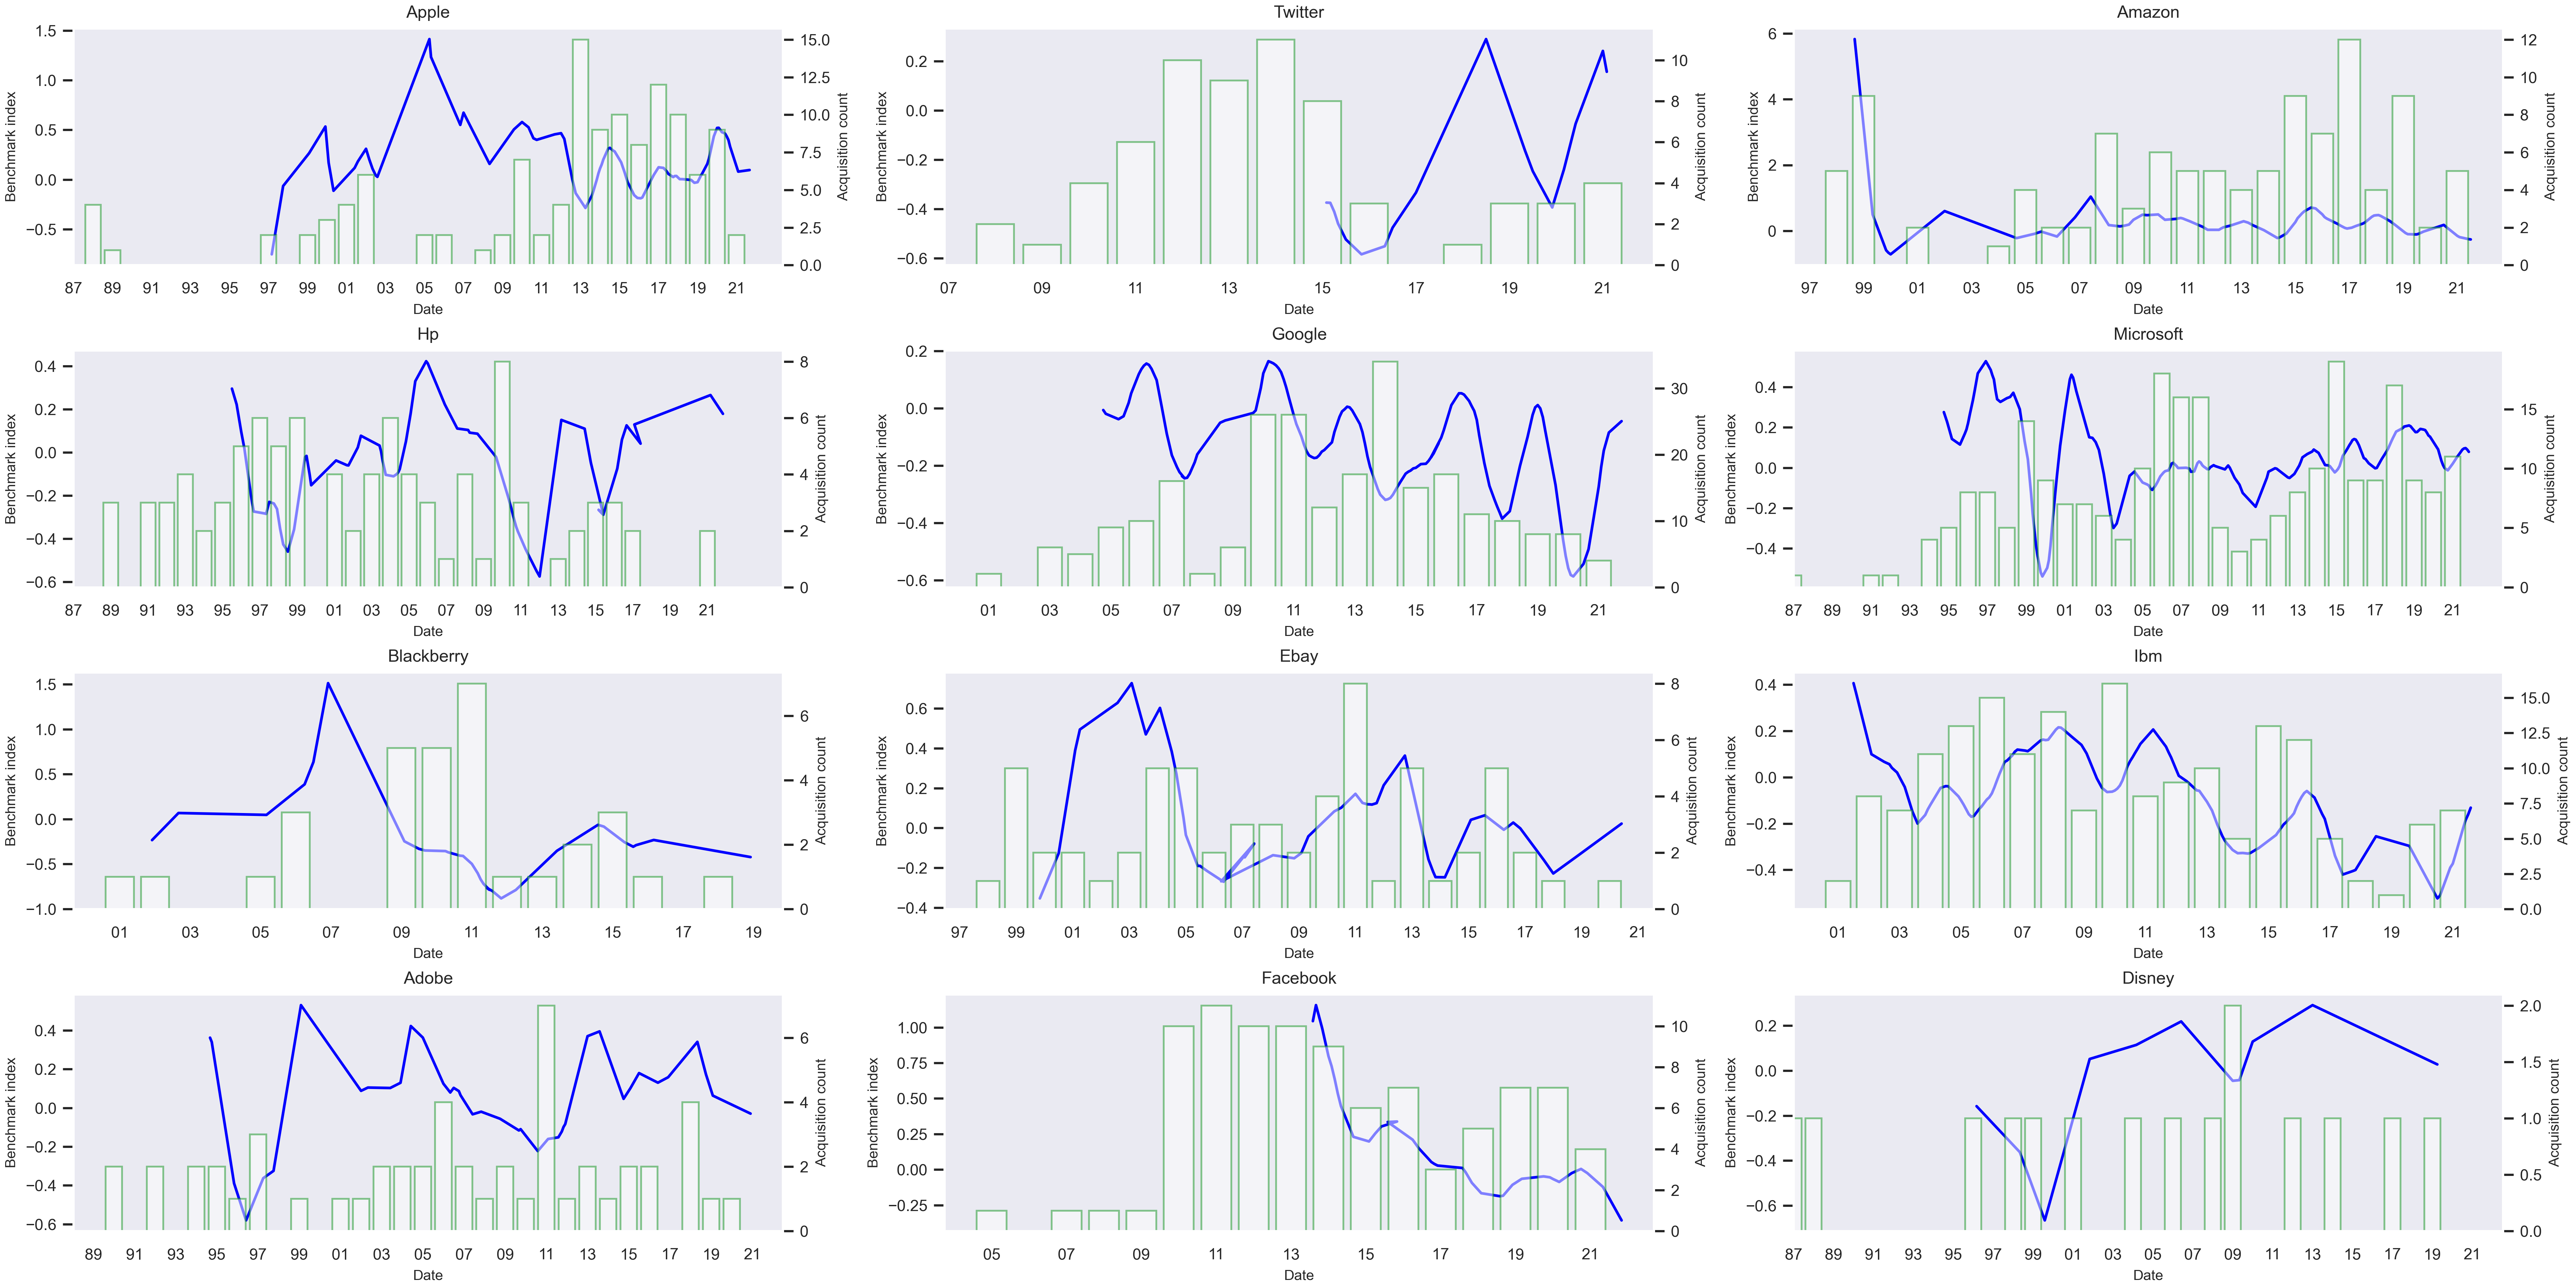 Apple
Benchmark index
1.5
1.0
0.5
0.0
−0.5
15.0
12.5
10.0
7.5
5.0
2.5
0.0
Acquisition count
87 89 91 93 95 97 99 01 03 05 07 09 11 13 15 17 19 21
Date
Twitter
Benchmark index
0.2
0.0
−0.2
−0.4
−0.6
10
8
6
4
2
0
Acquisition count
07 09 11 13 15 17 19 21
Date
Amazon
Benchmark index
6
4
2
0
12
10
8
6
4
2
0
Acquisition count
97 99 01 03 05 07 09 11 13 15 17 19 21
Date
Hp
Benchmark index
0.4
0.2
0.0
−0.2
−0.4
−0.6
8
6
4
2
0
Acquisition count
87 89 91 93 95 97 99 01 03 05 07 09 11 13 15 17 19 21
Date
Google
Benchmark index
0.2
0.0
−0.2
−0.4
−0.6
30
20
10
0
Acquisition count
01 03 05 07 09 11 13 15 17 19 21
Date
Microsoft
Benchmark index
0.4
0.2
0.0
−0.2
−0.4
15
10
5
0
Acquisition count
87 89 91 93 95 97 99 01 03 05 07 09 11 13 15 17 19 21
Date
Blackberry
Benchmark index
1.5
1.0
0.5
0.0
−0.5
−1.0
6
4
2
0
Acquisition count
01 03 05 07 09 11 13 15 17 19
Date
Ebay
Benchmark index
0.6
0.4
0.2
0.0
−0.2
−0.4
8
6
4
2
0
Acquisition count
97 99 01 03 05 07 09 11 13 15 17 19 21
Date
Ibm
Benchmark index
0.4
0.2
0.0
−0.2
−0.4
15.0
12.5
10.0
7.5
5.0
2.5
0.0
Acquisition count
01 03 05 07 09 11 13 15 17 19 21
Date
Adobe
Benchmark index
0.4
0.2
0.0
−0.2
−0.4
−0.6
6
4
2
0
Acquisition count
89 91 93 95 97 99 01 03 05 07 09 11 13 15 17 19 21
Date
Facebook
Benchmark index
1.00
0.75
0.50
0.25
0.00
−0.25
10
8
6
4
2
0
Acquisition count
05 07 09 11 13 15 17 19 21
Date
Disney
Benchmark index
0.2
0.0
−0.2
−0.4
−0.6
2.0
1.5
1.0
0.5
0.0
Acquisition count
87 89 91 93 95 97 99 01 03 05 07 09 11 13 15 17 19 21
Date